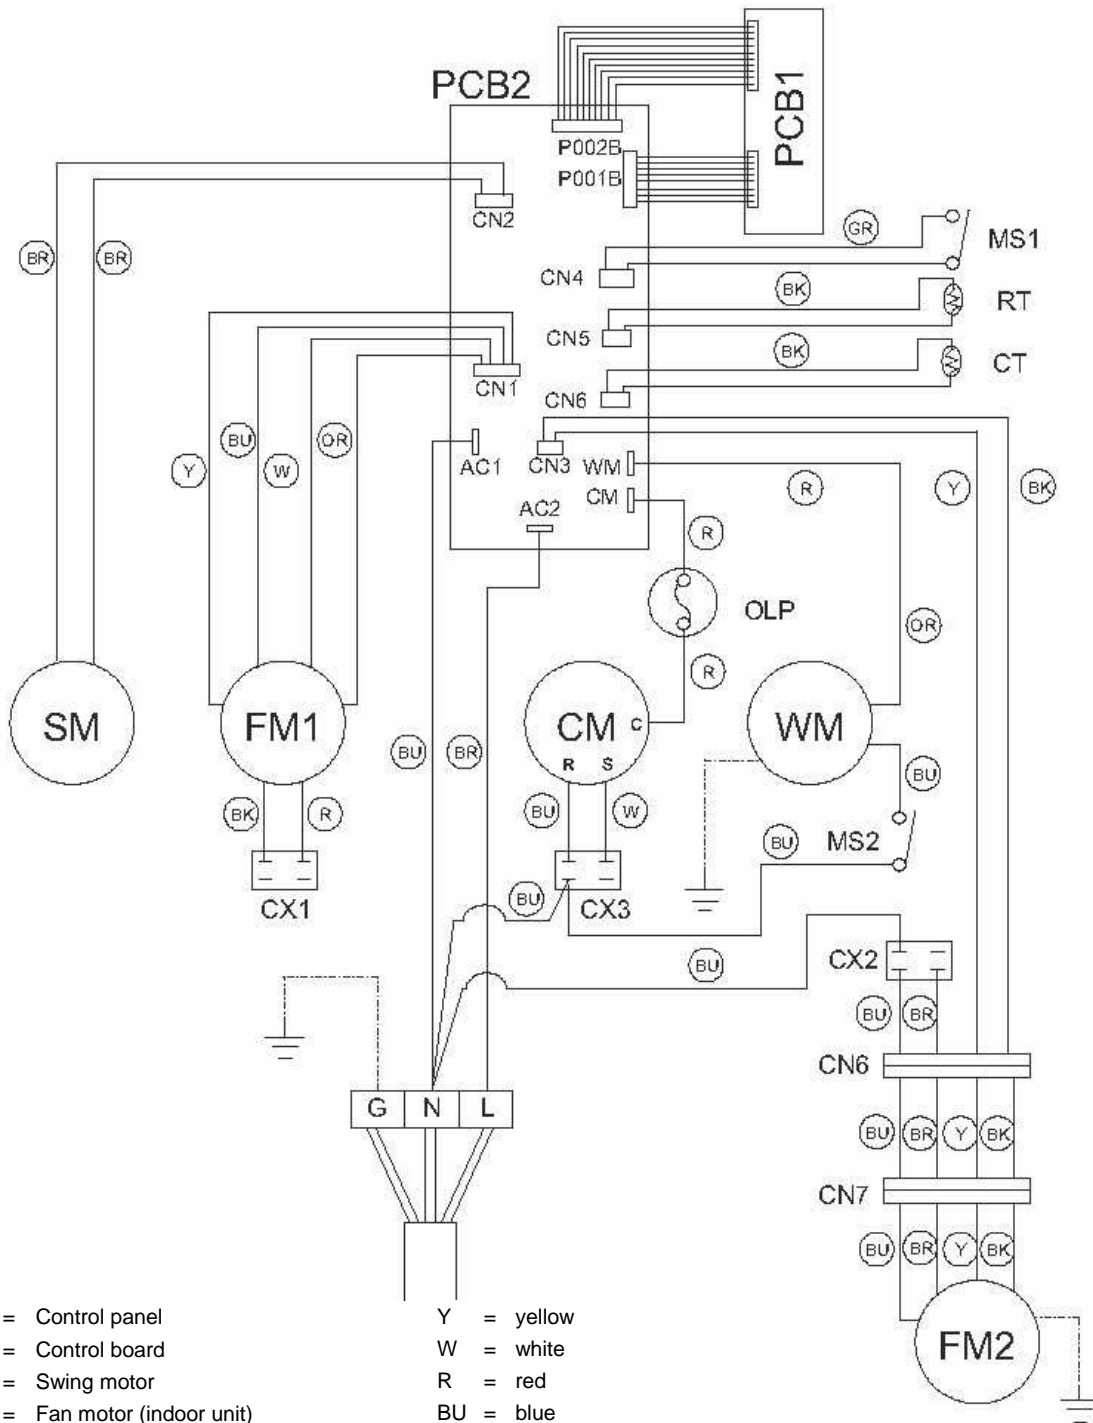 PCB2
PCB1
P002B
P001B
CN2
BR
BR
GR
MS1
CN4
BK
RT
CN5
BK
CT
CN6
CN1
Y
BU
W
OR
AC1
CN3
WM
CM
AC2
R
Y
BK
R
OLP
OR
R
SM
FM1
CM
C
R
S
WM
BU
BR
BU
BK
R
BU
W
MS2
BU
CX1
BU
CX3
BU
CX2
BU
BR
CN6
G
N
L
BU
BR
Y
BK
CN7
BU
BR
Y
BK
FM2
= Control panel
= Control board
= Swing motor
= Fan motor (indoor unit)
Y = yellow
W = white
R = red
BU = blue